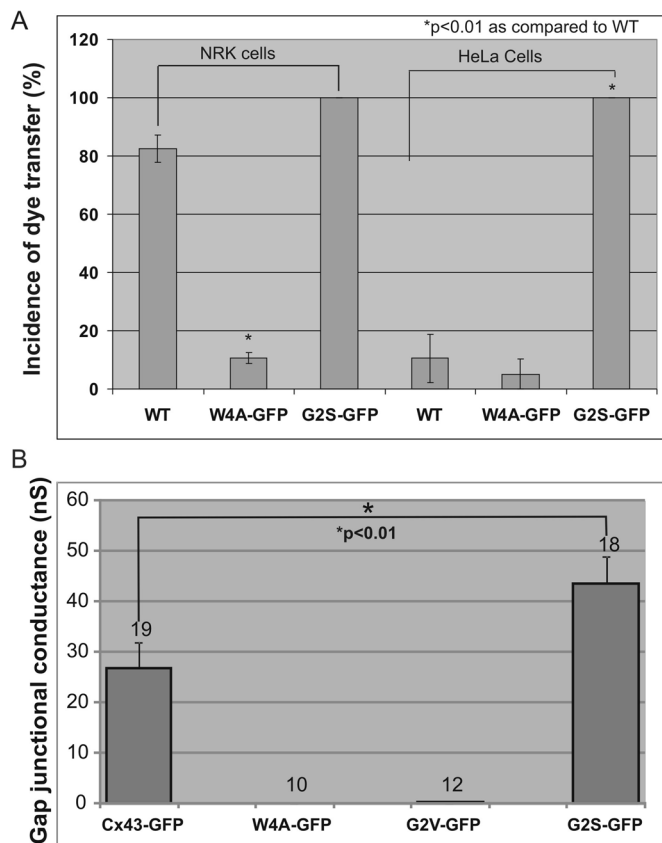 A
*p<0.01 as compared to WT
Incidence of dye transfer (%)
120
100
80
60
40
20
0
NRK cells
HeLa Cells
*
*
WT
W4A-GFP
G2S-GFP
WT
W4A-GFP
G2S-GFP
B
Gap junctional conductance (nS)
60
50
40
30
20
10
0
*
*p<0.01
19
10
12
18
Cx43-GFP
W4A-GFP
G2V-GFP
G2S-GFP